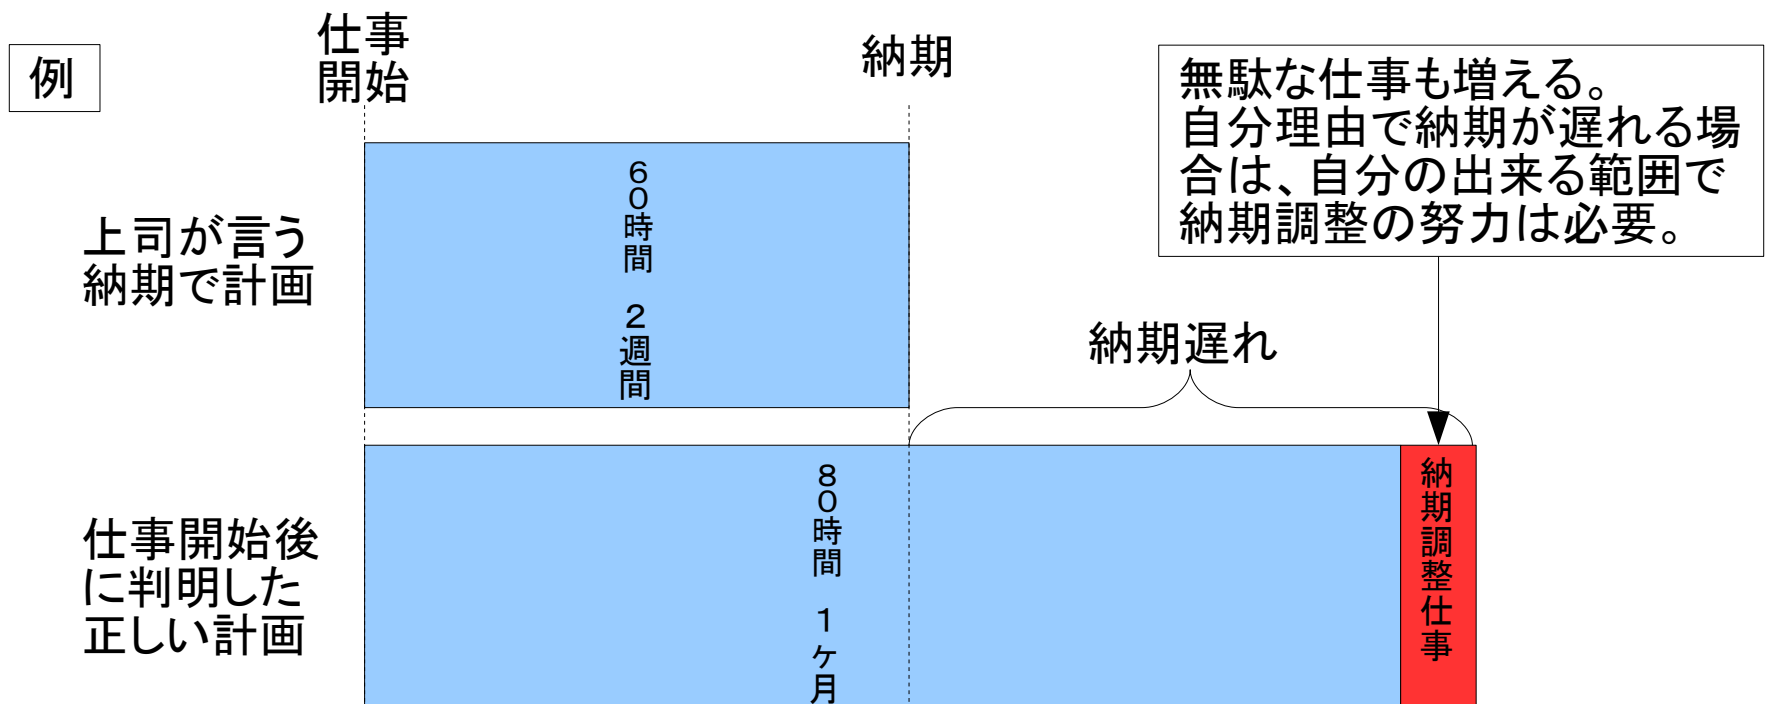 例
仕事
開始
納期
無駄な仕事も増える。
自分理由で納期が遅れる場
合は、自分の出来る範囲で
納期調整の努力は必要。
上司が言う
納期で計画
60時間 2週間
納期遅れ
仕事開始後
に判明した
正しい計画
80時間 1ヶ月
納期調整仕事